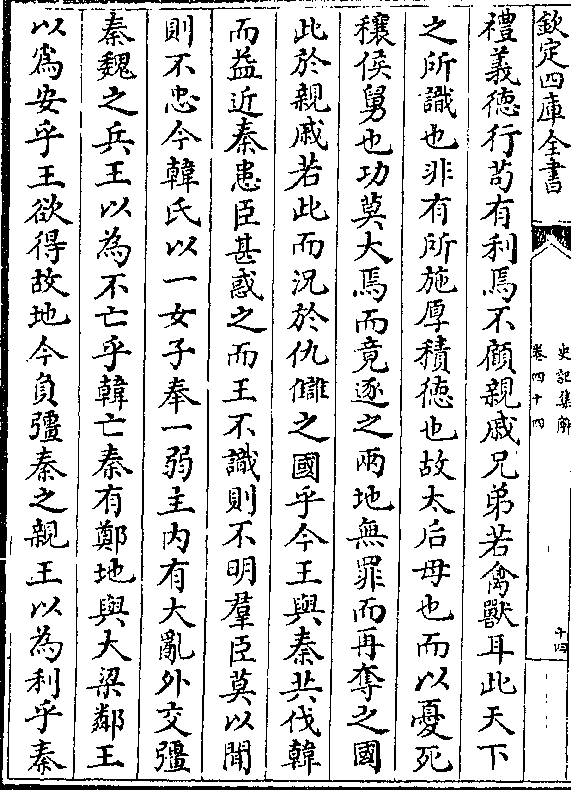 欽定四庫全書
史記集解
卷四十四
十四
禮義德行苟有利焉不顧親戚兄弟若禽獸耳此天下
之所識也非有所施厚積德也故太后母也而以憂死
穰侯舅也功莫大焉而竟逐之兩地無罪而再奪之國
此於親戚若此而況於仇讎之國乎今王與秦共伐韓
而益近秦患臣甚惑之而王不識則不明羣臣莫以聞
則不忠今韓氏以一女子奉一弱主内有大亂外交彊
秦魏之兵王以為不亡乎韓亡秦有鄭地與大梁鄰王
以為安乎王欲得故地今負彊秦之親王以為利乎秦